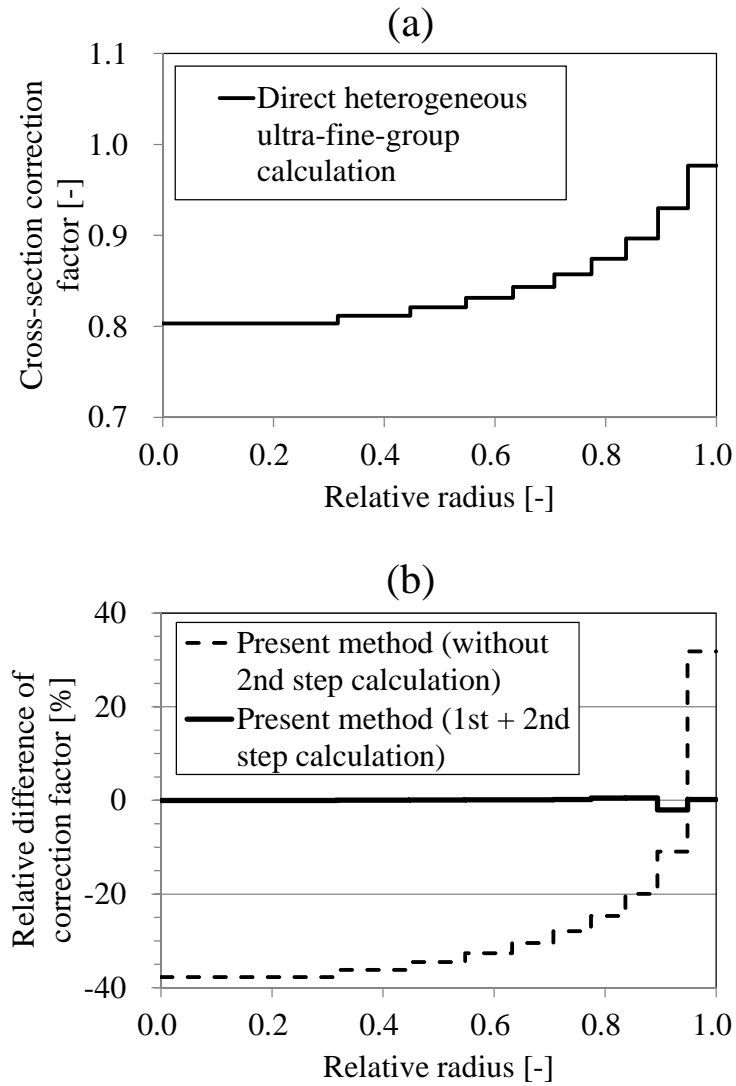 (a)
Cross-section correction
factor [-]
1.1
1.0
0.9
0.8
0.7
Direct heterogeneous
ultra-fine-group
calculation
0.0 0.2 0.4 0.6 0.8 1.0
Relative radius [-]
(b)
Relative difference of
correction factor [%]
40
20
0
-20
-40
Present method (without
2nd step calculation)
Present method (1st + 2nd
step calculation)
0.0 0.2 0.4 0.6 0.8 1.0
Relative radius [-]